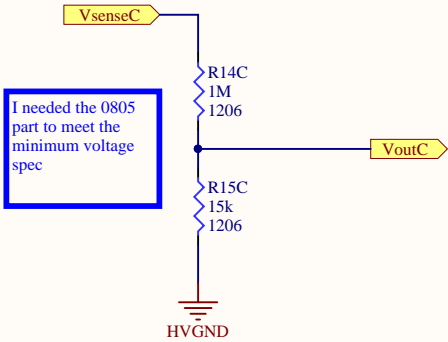 VsenseC
R14C
1M
1206
I needed the 0805
part to meet the
minimum voltage
spec
VoutC
R15C
15k
1206
HVGND